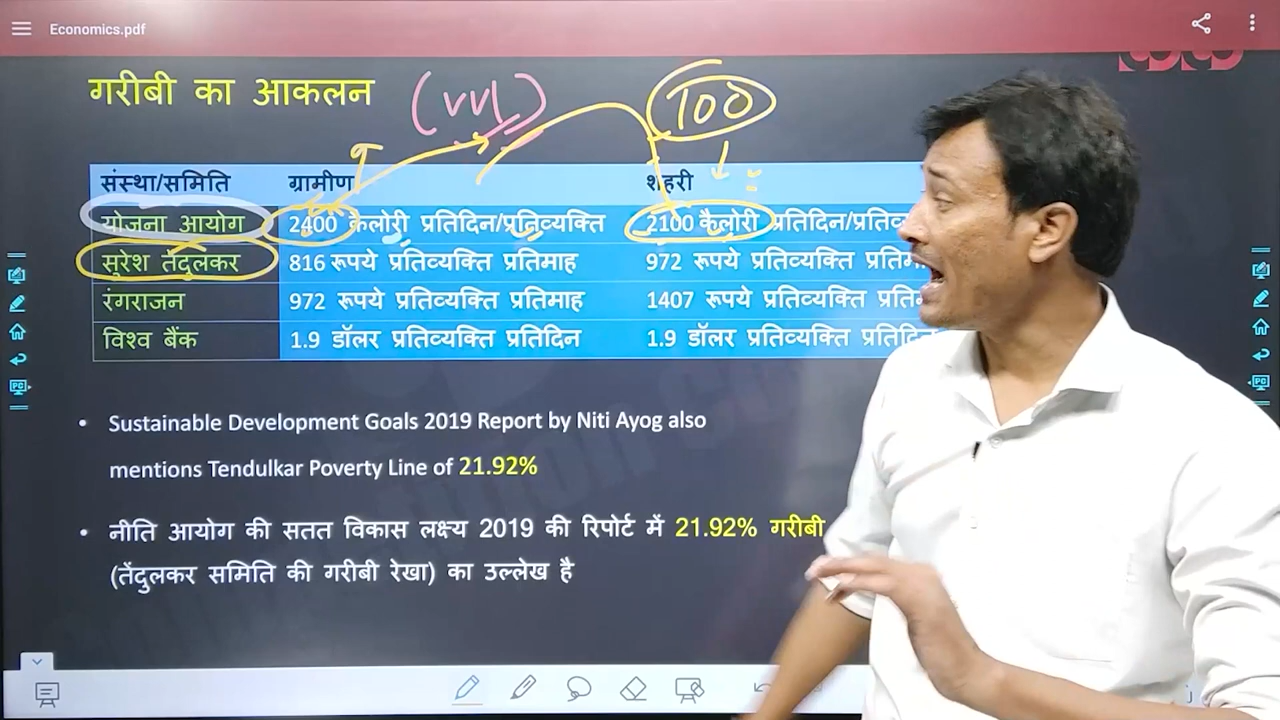 Economics.pdf
गरीबी का आकलन
(VVI)
100
संस्था/समिति ग्रामीण शहरी
योजना आयोग 2400 कैलोरी प्रतिदिन/प्रतिव्यक्ति 2100 कैलोरी प्रतिदिन/प्रतिव्य
सुरेश तेंदुलकर 816 रूपये प्रतिव्यक्ति प्रतिमाह 972 रूपये प्रतिव्यक्ति
रंगराजन 972 रूपये प्रतिव्यक्ति प्रतिमाह 1407 रूपये प्रतिव्यक्ति
विश्व बैंक 1.9 डॉलर प्रतिव्यक्ति प्रतिदिन 1.9 डॉलर प्रतिव्यक्ति प्रतिदिन
• Sustainable Development Goals 2019 Report by Niti Ayog also
mentions Tendulkar Poverty Line of 21.92%
• नीति आयोग की सतत विकास लक्ष्य 2019 की रिपोर्ट में 21.92% गरीबी
(तेंदुलकर समिति की गरीबी रेखा) का उल्लेख है